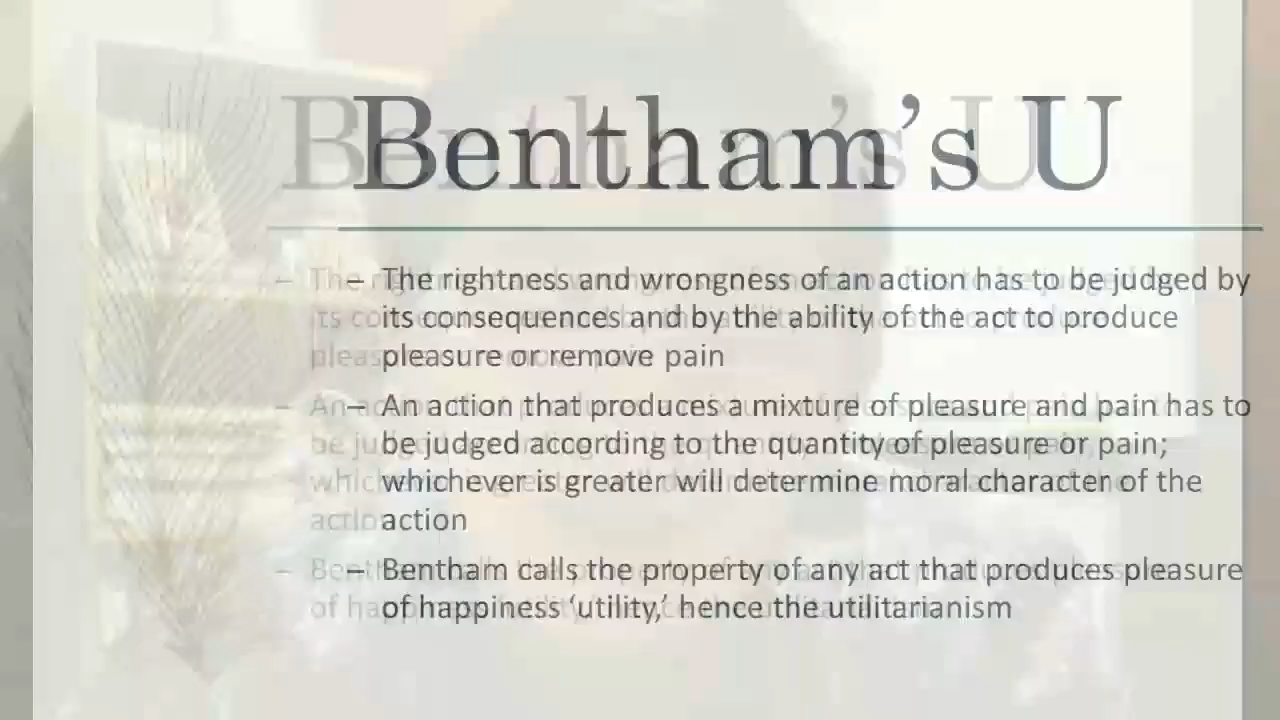 Bentham's U
– The rightness and wrongness of an action has to be judged by
its consequences and by the ability of the act to produce
pleasure or remove pain
– An action that produces a mixture of pleasure and pain has to
be judged according to the quantity of pleasure or pain;
whichever is greater will determine moral character of the
action
– Bentham calls the property of any act that produces pleasure
of happiness ‘utility,’ hence the utilitarianism